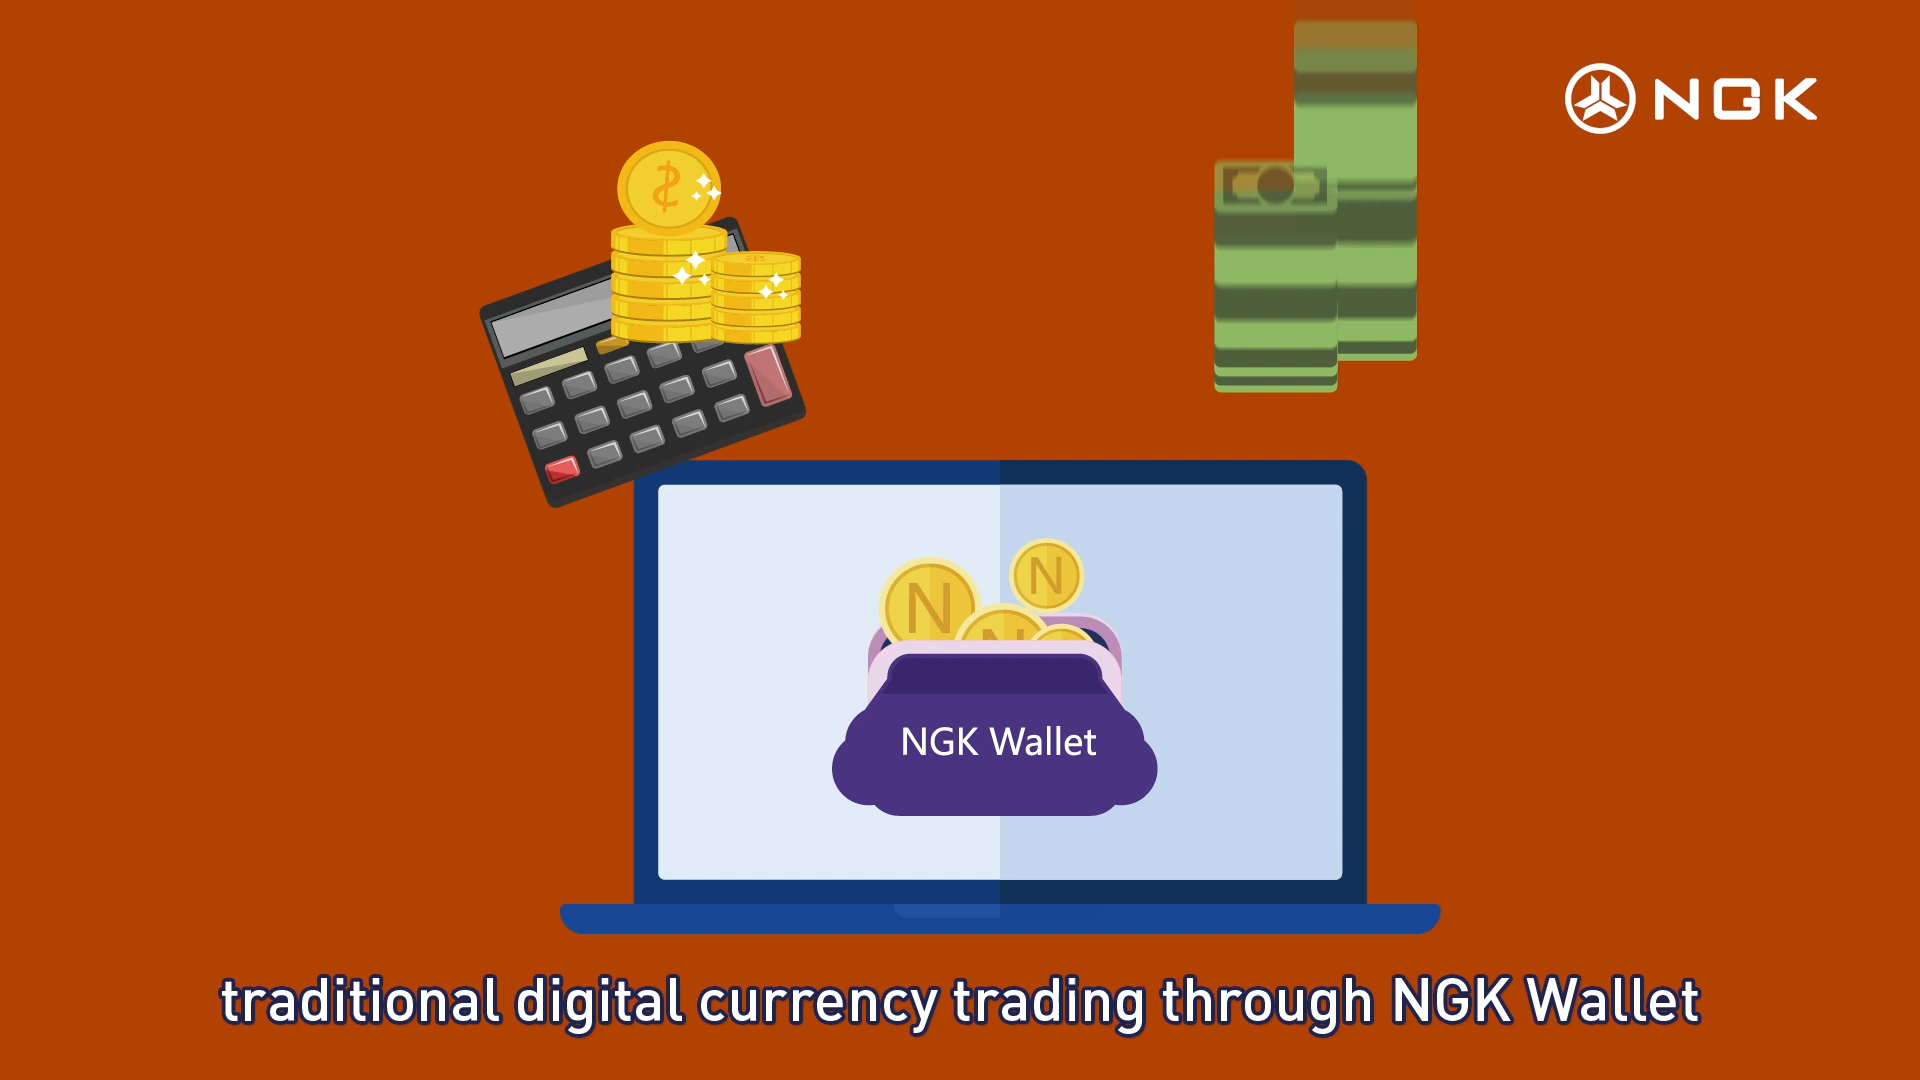 NGK
N
N
N
NGK Wallet
traditional digital currency trading through NGK Wallet